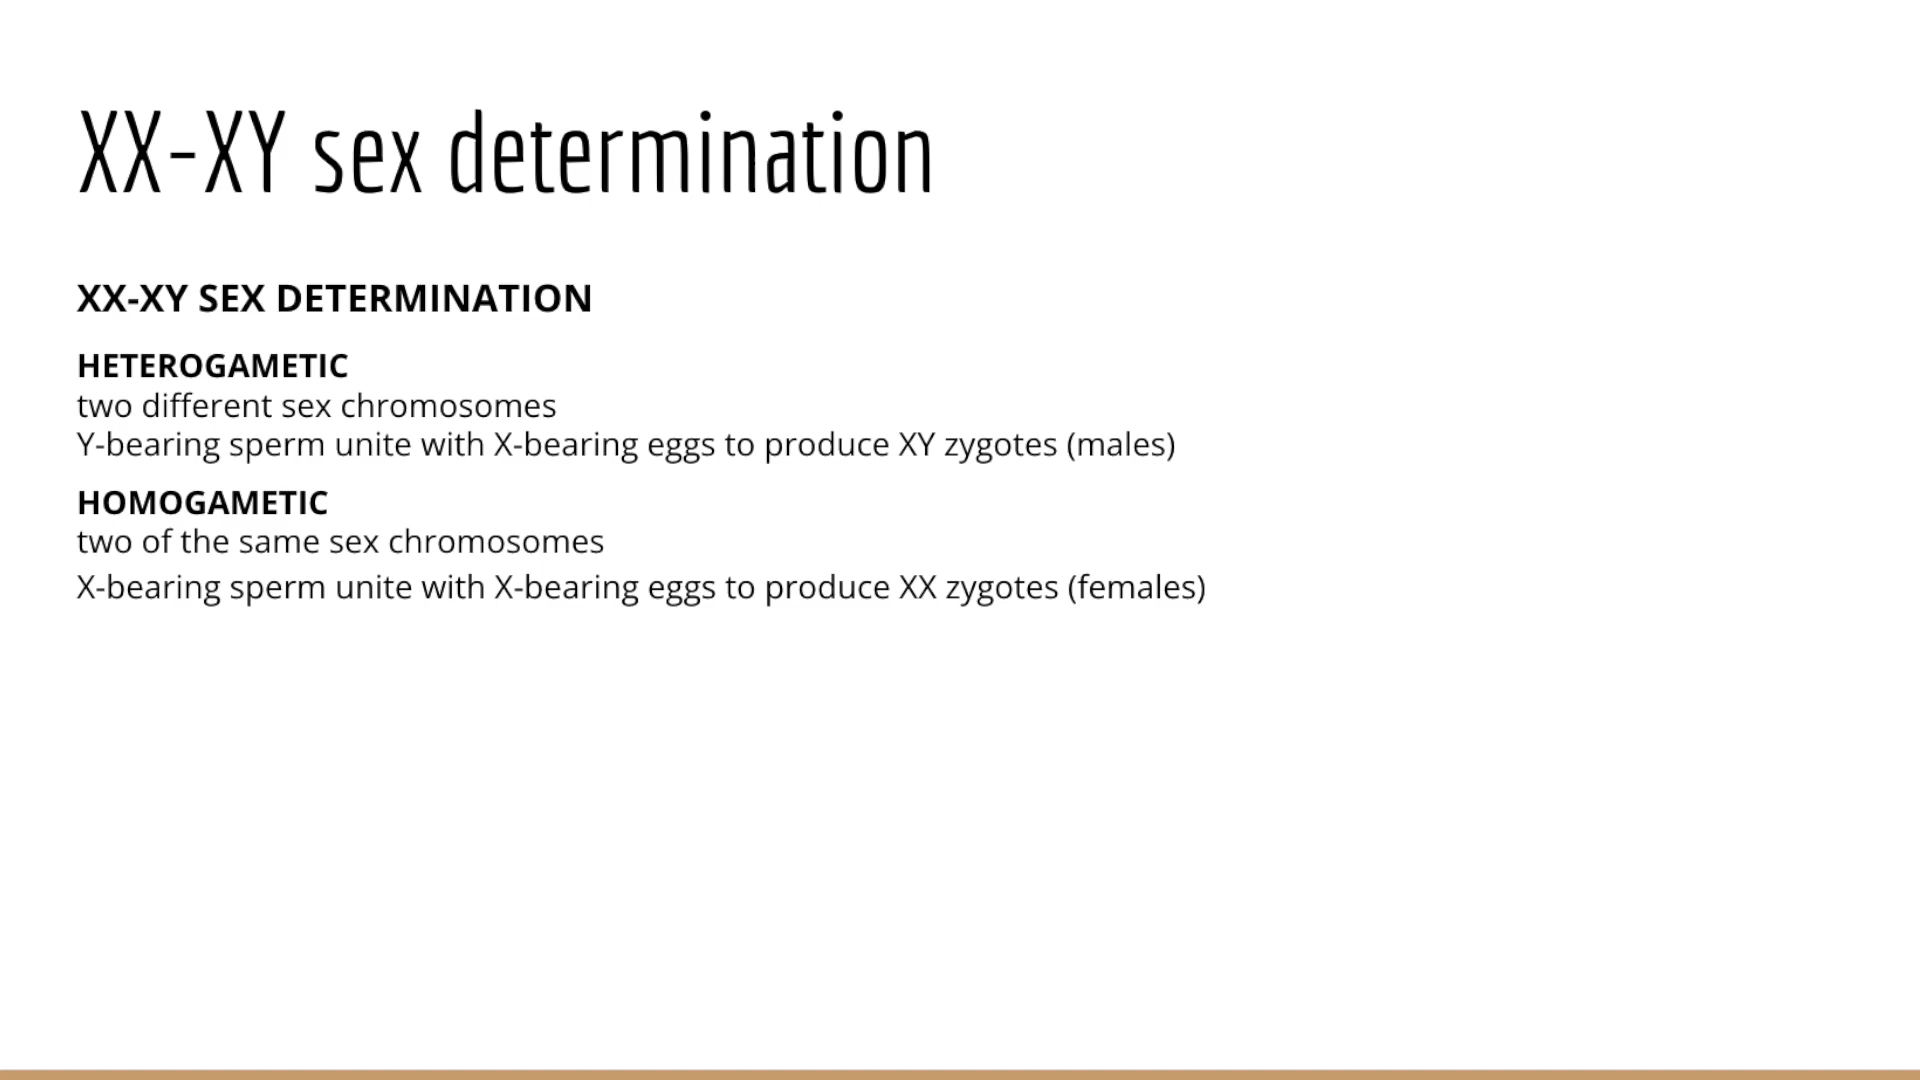 XX-XY sex determination
XX-XY SEX DETERMINATION
HETEROGAMETIC
two different sex chromosomes
Y-bearing sperm unite with X-bearing eggs to produce XY zygotes (males)
HOMOGAMETIC
two of the same sex chromosomes
X-bearing sperm unite with X-bearing eggs to produce XX zygotes (females)